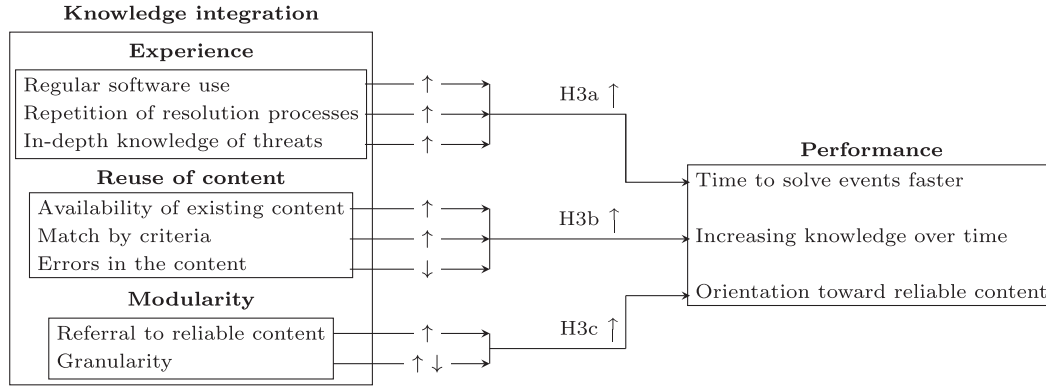 Knowledge integration
Experience
Regular software use ↑
Repetition of resolution processes ↑
In-depth knowledge of threats ↑
H3a ↑
Reuse of content
Availability of existing content ↑
Match by criteria ↑
Errors in the content ↓
H3b ↑
Modularity
Referral to reliable content ↑
Granularity ↑ ↓
H3c ↑
Performance
Time to solve events faster
Increasing knowledge over time
Orientation toward reliable content